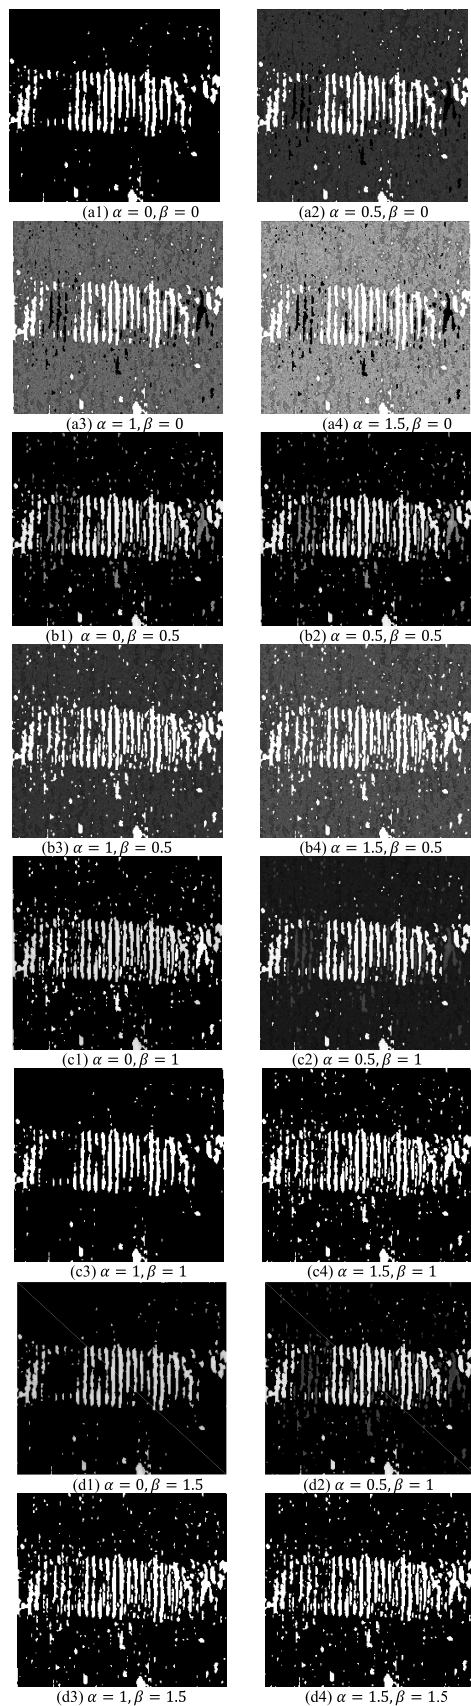 (a1) α = 0, β = 0
(a2) α = 0.5, β = 0
(a3) α = 1, β = 0
(a4) α = 1.5, β = 0
(b1) α = 0, β = 0.5
(b2) α = 0.5, β = 0.5
(b3) α = 1, β = 0.5
(b4) α = 1.5, β = 0.5
(c1) α = 0, β = 1
(c2) α = 0.5, β = 1
(c3) α = 1, β = 1
(c4) α = 1.5, β = 1
(d1) α = 0, β = 1.5
(d2) α = 0.5, β = 1
(d3) α = 1, β = 1.5
(d4) α = 1.5, β = 1.5